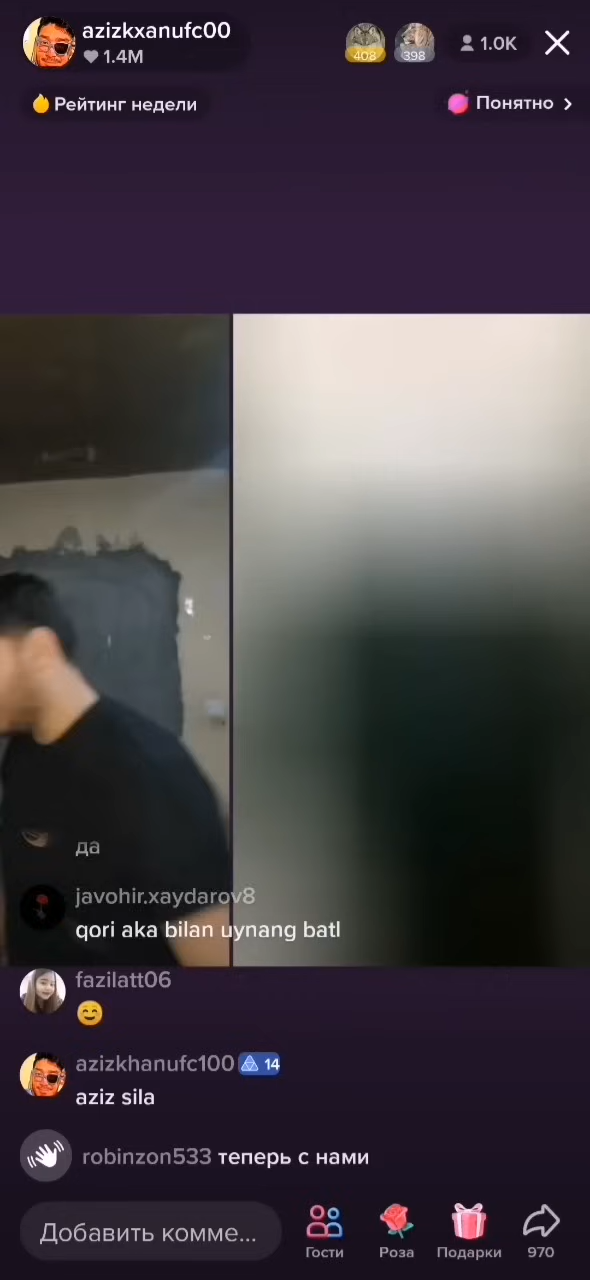 azizkxanufc00
1.4M
408
398
1.0K
Рейтинг недели
Понятно
да
javohir.xaydarov8
qori aka bilan uynang batl
fazilatt06
😊
azizkhanufc100 14
aziz sila
robinzon533 теперь с нами
Добавить комме...
Гости
Роза
Подарки
970